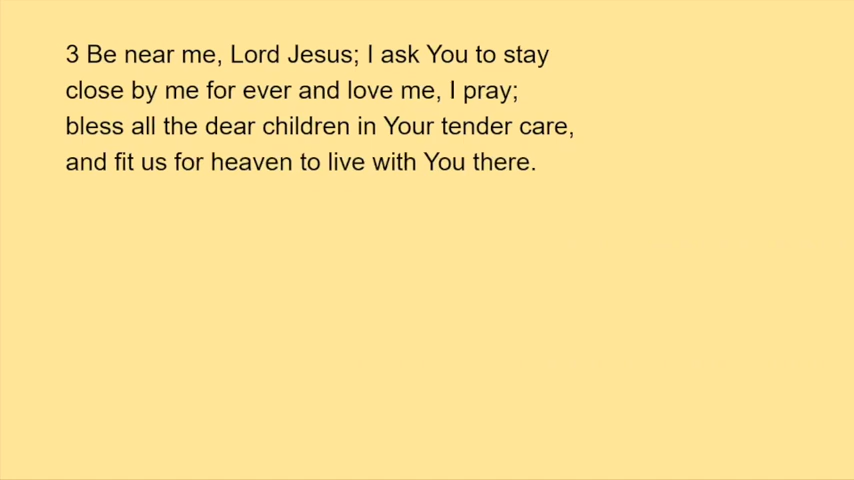 3 Be near me, Lord Jesus; I ask You to stay
close by me for ever and love me, I pray;
bless all the dear children in Your tender care,
and fit us for heaven to live with You there.